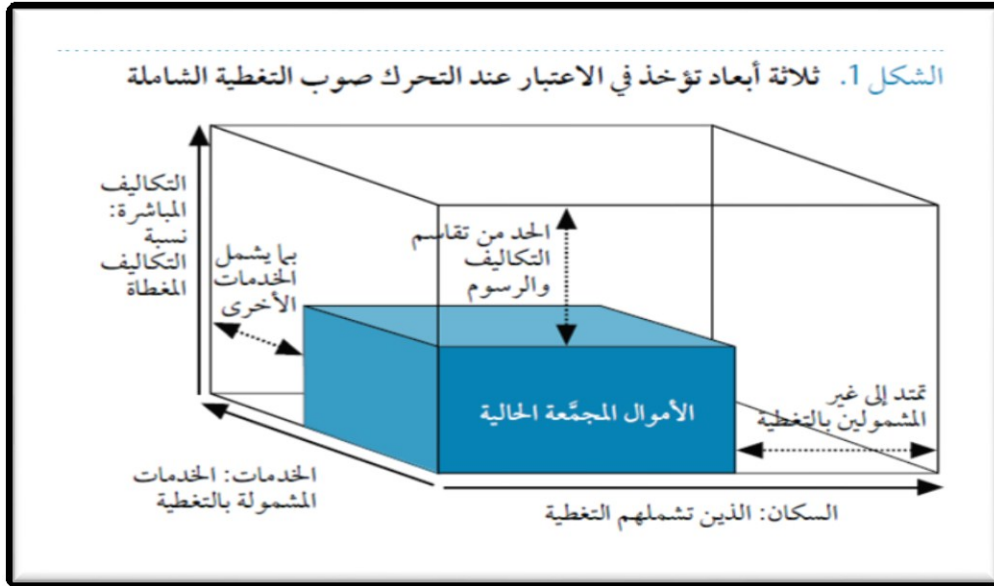 الشكل 1. ثلاثة أبعاد تؤخذ في الاعتبار عند التحرك صوب التغطية الشاملة
التكاليف
المباشرة:
نسبة
التكاليف
المغطاة
بما يشمل
الخدمات
الأخرى
الحد من تقاسم
التكاليف
والرسوم
الأموال المجمَّعة الحالية
تمتد إلى غير
المشمولين بالتغطية
الخدمات: الخدمات
المشمولة بالتغطية
السكان: الذين تشملهم التغطية